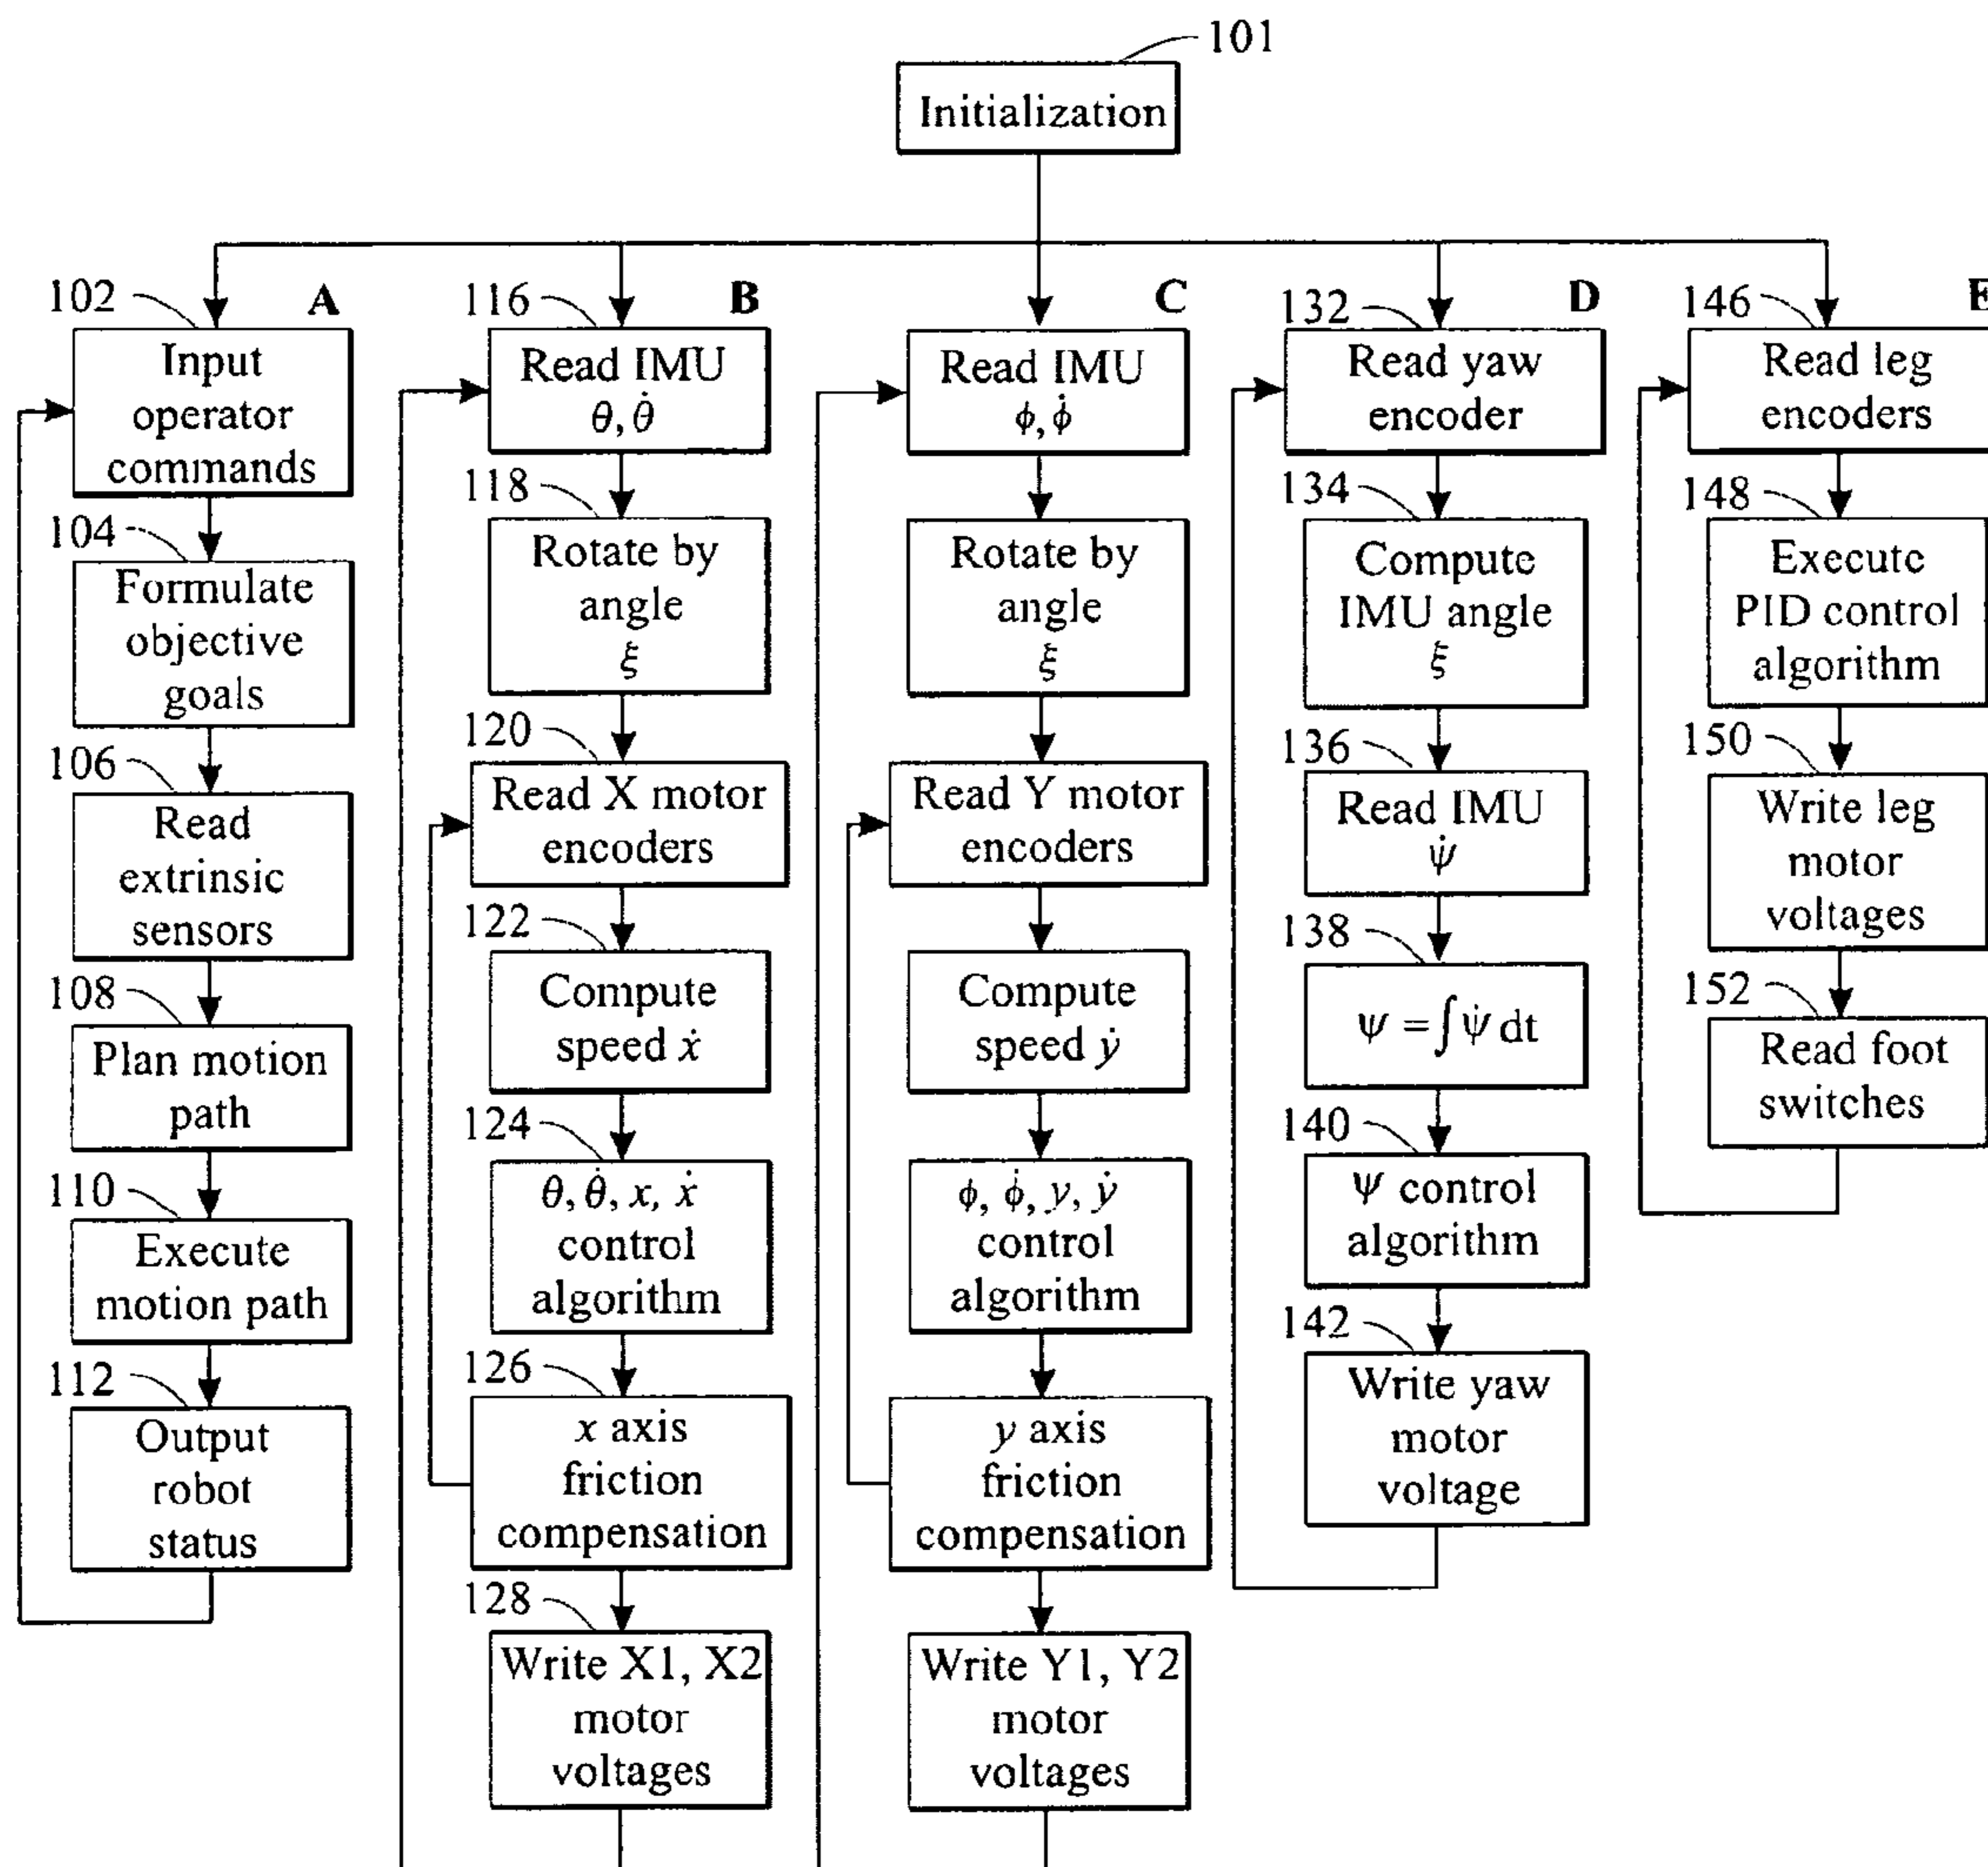 101
Initialization
102
A
Input
operator
commands
104
Formulate
objective
goals
106
Read
extrinsic
sensors
108
Plan motion
path
110
Execute
motion path
112
Output
robot
status
116
B
Read IMU
θ, θ̇
118
Rotate by
angle
ξ
120
Read X motor
encoders
122
Compute
speed ẋ
124
θ, θ̇, x, ẋ
control
algorithm
126
x axis
friction
compensation
128
Write X1, X2
motor
voltages
C
Read IMU
ϕ, ϕ̇
Rotate by
angle
ξ
Read Y motor
encoders
Compute
speed ẏ
ϕ, ϕ̇, y, ẏ
control
algorithm
y axis
friction
compensation
Write Y1, Y2
motor
voltages
132
D
Read yaw
encoder
134
Compute
IMU angle
ξ
136
Read IMU
ψ̇
138
ψ = ∫ ψ̇ dt
140
ψ control
algorithm
142
Write yaw
motor
voltage
146
E
Read leg
encoders
148
Execute
PID control
algorithm
150
Write leg
motor
voltages
152
Read foot
switches